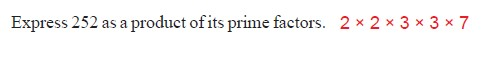 Express 252 as a product of its prime factors. 2 × 2 × 3 × 3 × 7